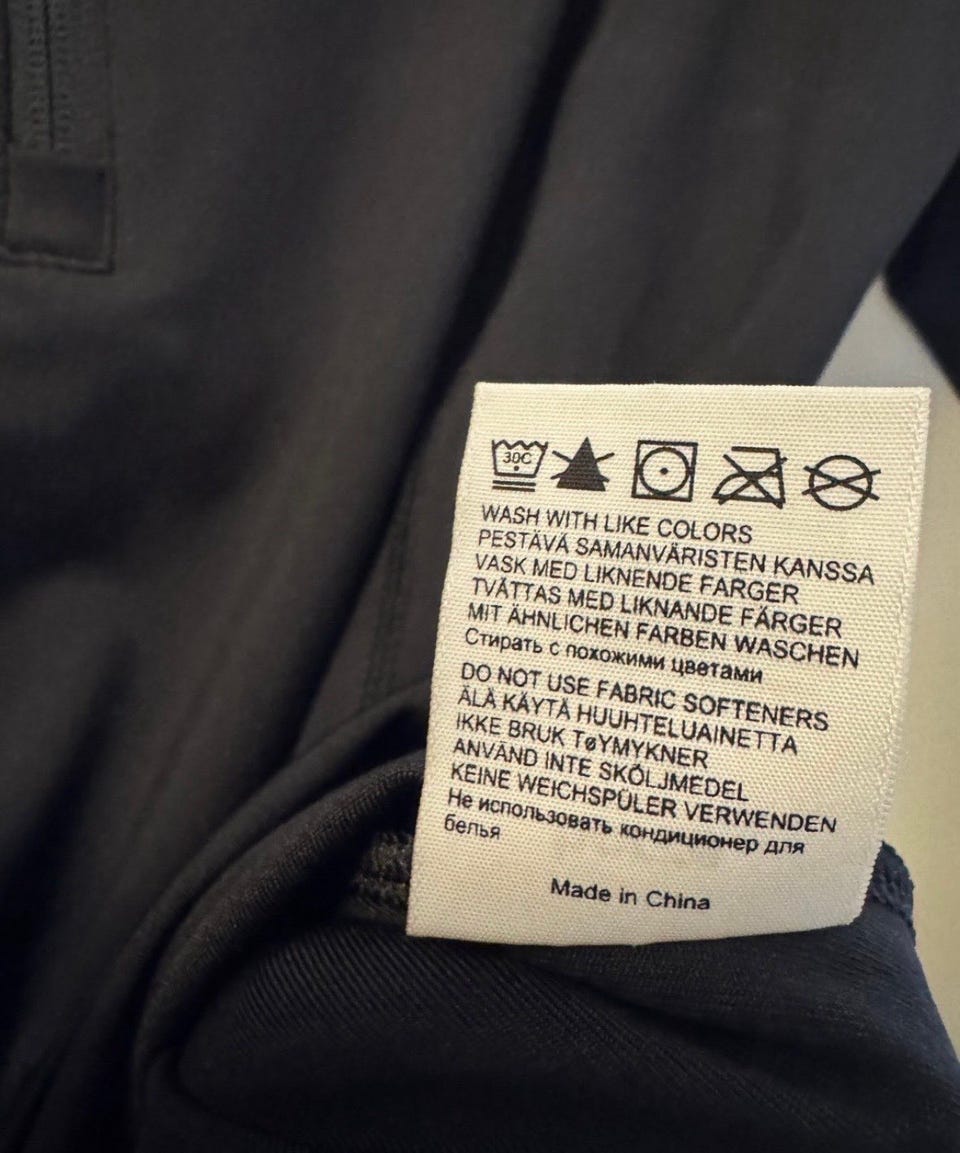 30C
WASH WITH LIKE COLORS
PESTÄVÄ SAMANVÄRISTEN KANSSA
VASK MED LIKNENDE FARGER
TVÄTTAS MED LIKNANDE FÄRGER
MIT ÄHNLICHEN FARBEN WASCHEN
Стирать с похожими цветами
DO NOT USE FABRIC SOFTENERS
ÄLÄ KÄYTÄ HUUHTELUAINETTA
IKKE BRUK TøYMYKNER
ANVÄND INTE SKÖLJMEDEL
KEINE WEICHSPÜLER VERWENDEN
Не использовать кондиционер для
белья
Made in China